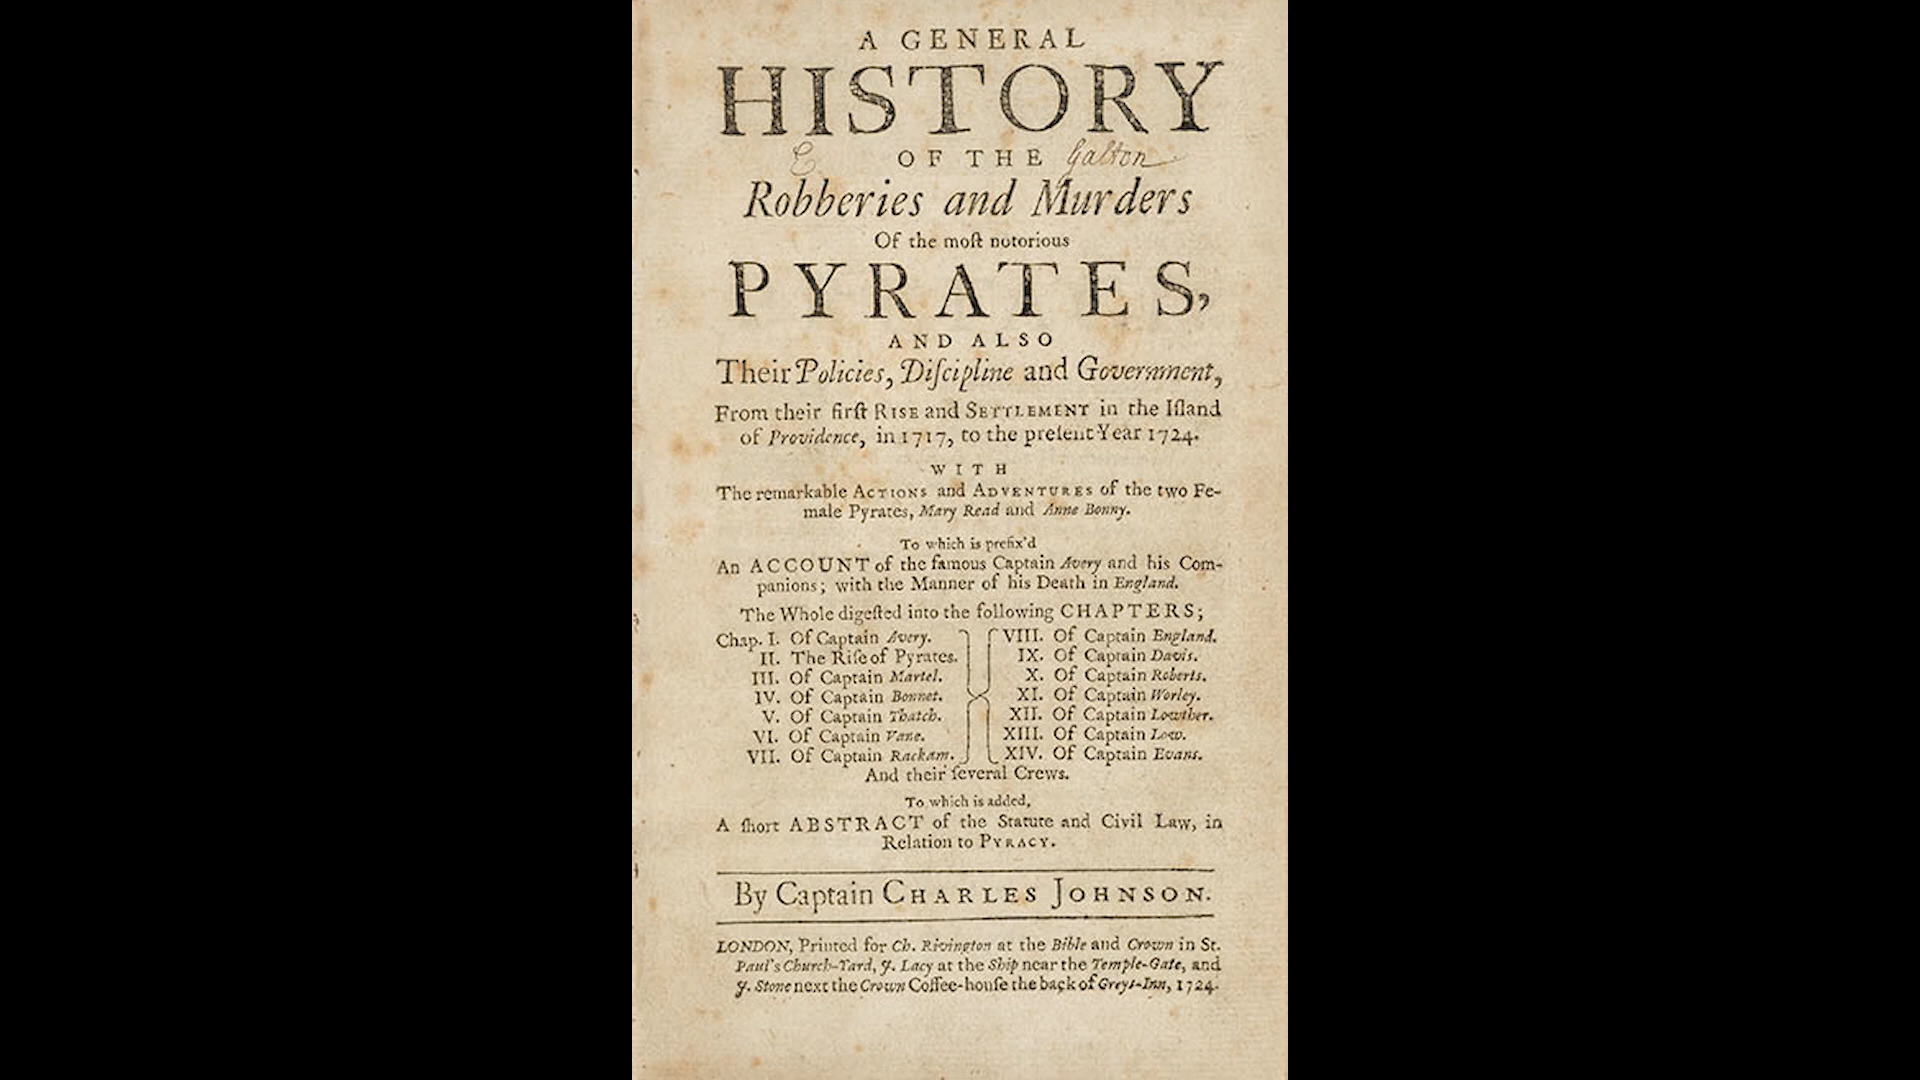 A GENERAL
HISTORY
OF THE
E Galton
Robberies and Murders
Of the moſt notorious
PYRATES,
AND ALSO
Their Policies, Diſcipline and Government,
From their firſt RISE and SETTLEMENT in the Iſland
of Providence, in 1717, to the preſent Year 1724.
WITH
The remarkable ACTIONS and ADVENTURES of the two Fe-
male Pyrates, Mary Read and Anne Bonny.
To which is prefix'd
An ACCOUNT of the famous Captain Avery and his Com-
panions; with the Manner of his Death in England.
The Whole digeſted into the following CHAPTERS;
Chap. I. Of Captain Avery.
II. The Riſe of Pyrates.
III. Of Captain Martel.
IV. Of Captain Bonnet.
V. Of Captain Thatch.
VI. Of Captain Vane.
VII. Of Captain Rackam.
VIII. Of Captain England.
IX. Of Captain Davis.
X. Of Captain Roberts.
XI. Of Captain Worley.
XII. Of Captain Lowther.
XIII. Of Captain Low.
XIV. Of Captain Evans.
And their ſeveral Crews.
To which is added,
A ſhort ABSTRACT of the Statute and Civil Law, in
Relation to PYRACY.
By Captain CHARLES JOHNSON.
LONDON, Printed for Ch. Rivington at the Bible and Crown in St.
Paul's Church-Yard, J. Lacy at the Ship near the Temple-Gate, and
J. Stone next the Crown Coffee-houſe the back of Greys-Inn, 1724.